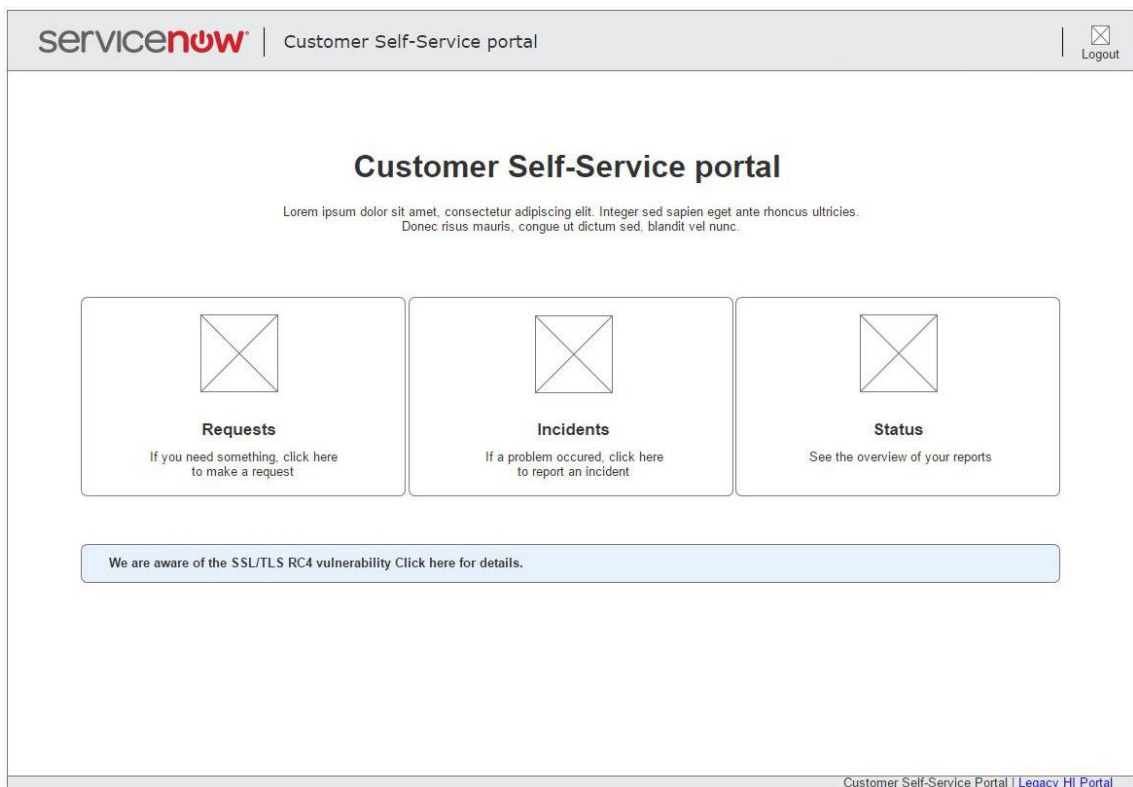 servicenow
Customer Self-Service portal
Logout
Customer Self-Service portal
Lorem ipsum dolor sit amet, consectetur adipiscing elit. Integer sed sapien eget ante rhoncus ultricies.
Donec risus mauris, congue ut dictum sed, blandit vel nunc.
Requests
If you need something, click here
to make a request
Incidents
If a problem occured, click here
to report an incident
Status
See the overview of your reports
We are aware of the SSL/TLS RC4 vulnerability Click here for details.
Customer Self-Service Portal | Legacy HI Portal